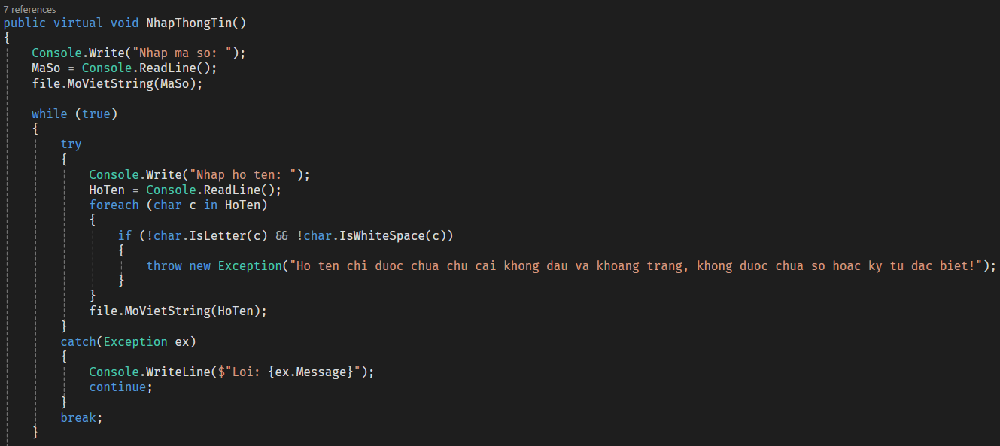 7 references
public virtual void NhapThongTin()
{
    Console.Write("Nhap ma so: ");
    MaSo = Console.ReadLine();
    file.MoVietString(MaSo);

    while (true)
    {
        try
        {
            Console.Write("Nhap ho ten: ");
            HoTen = Console.ReadLine();
            foreach (char c in HoTen)
            {
                if (!char.IsLetter(c) && !char.IsWhiteSpace(c))
                {
                    throw new Exception("Ho ten chi duoc chua chu cai khong dau va khoang trang, khong duoc chua so hoac ky tu dac biet!");
                }
            }
            file.MoVietString(HoTen);
        }
        catch(Exception ex)
        {
            Console.WriteLine($"Loi: {ex.Message}");
            continue;
        }
        break;
    }